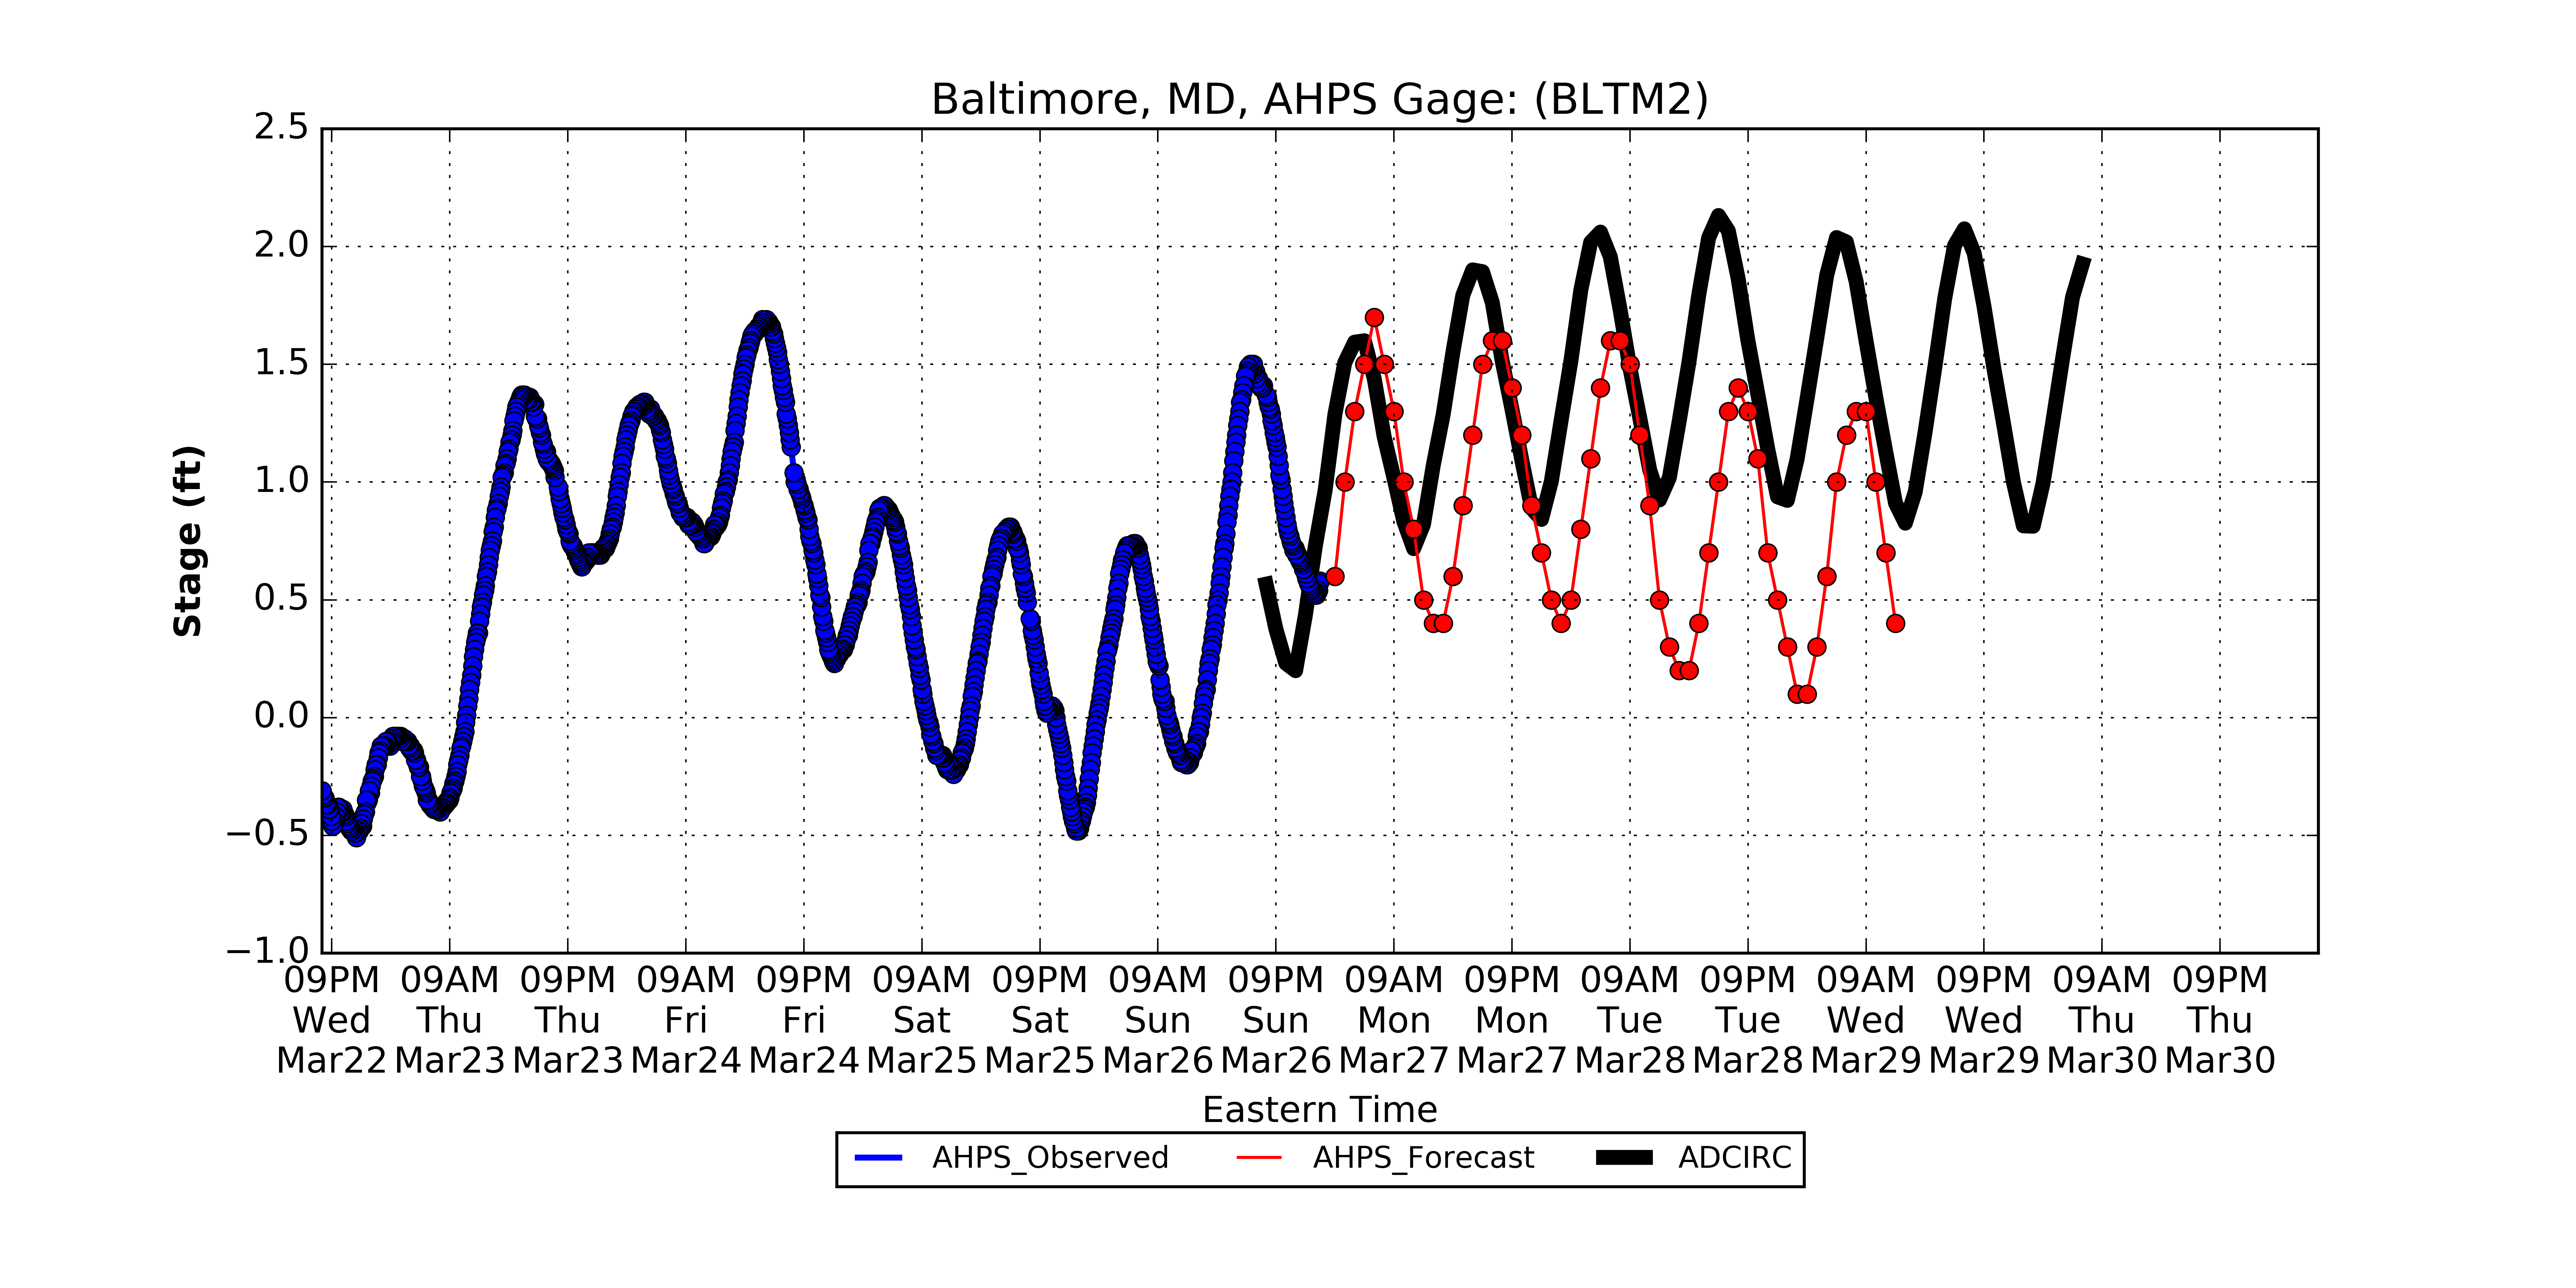 Baltimore, MD, AHPS Gage: (BLTM2)
Stage (ft)
2.5
2.0
1.5
1.0
0.5
0.0
−0.5
−1.0
09PM 09AM 09PM 09AM 09PM 09AM 09PM 09AM 09PM 09AM 09PM 09AM 09PM 09AM 09PM 09AM 09PM
Wed Thu Thu Fri Fri Sat Sat Sun Sun Mon Mon Tue Tue Wed Wed Thu Thu
Mar22 Mar23 Mar23 Mar24 Mar24 Mar25 Mar25 Mar26 Mar26 Mar27 Mar27 Mar28 Mar28 Mar29 Mar29 Mar30 Mar30
Eastern Time
AHPS_Observed AHPS_Forecast ADCIRC